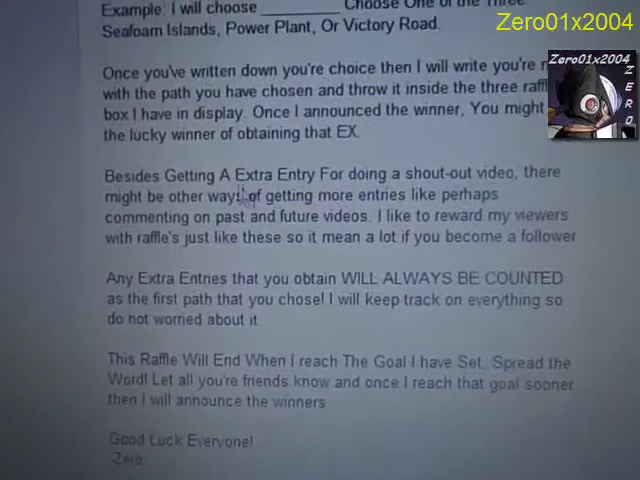 Zero01x2004
Example: I will choose _________ Choose One of the Three
Seafoam Islands, Power Plant, Or Victory Road.
Once you've written down you're choice then I will write you're
with the path you have chosen and throw it inside the three raffl
box I have in display. Once I announced the winner, You might
the lucky winner of obtaining that EX.
Zero01x2004
ZERO
Besides Getting A Extra Entry For doing a shout-out video, there
might be other ways of getting more entries like perhaps
commenting on past and future videos. I like to reward my viewers
with raffle's just like these so it mean a lot if you become a follower
Any Extra Entries that you obtain WILL ALWAYS BE COUNTED
as the first path that you chose! I will keep track on everything so
do not worried about it
This Raffle Will End When I reach The Goal I have Set. Spread the
Word! Let all you're friends know and once I reach that goal sooner
then I will announce the winners
Good Luck Everyone!
-Zero